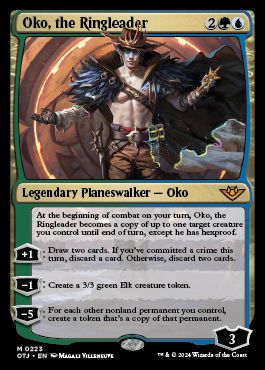 Oko, the Ringleader 2
Legendary Planeswalker — Oko
At the beginning of combat on your turn, Oko, the
Ringleader becomes a copy of up to one target creature
you control until end of turn, except he has hexproof.
+1 : Draw two cards. If you've committed a crime this
turn, discard a card. Otherwise, discard two cards.
−1 : Create a 3/3 green Elk creature token.
−5 : For each other nonland permanent you control,
create a token that's a copy of that permanent.
3
M 0223
OTJ • EN MAGALI VILLENEUVE
™ & © 2024 Wizards of the Coast